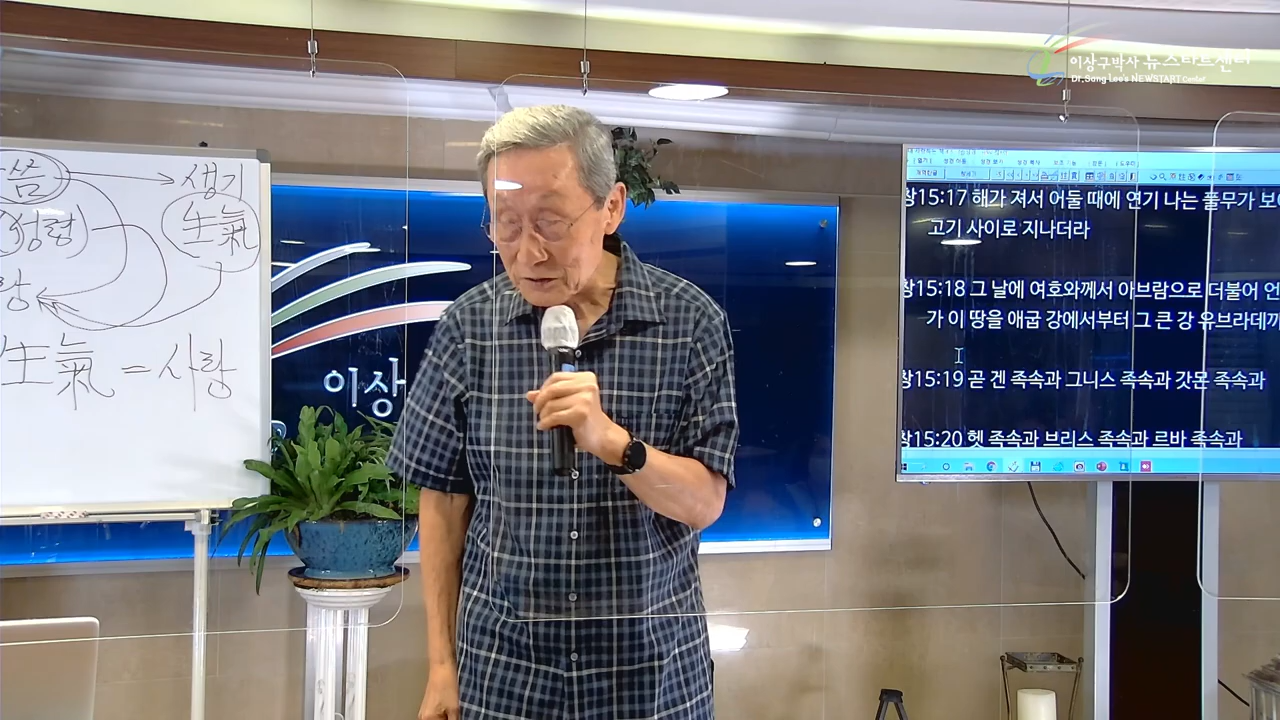 이상구박사 뉴스타트센터
Dr. Sang Lee's NEWSTART Center
생기
성령
生氣
生氣 = 사랑
이상
창15:17 해가 져서 어둘 때에 연기 나는 풀무가
고기 사이로 지나더라
창15:18 그 날에 여호와께서 아브람으로 더불어 언
가 이 땅을 애굽 강에서부터 그 큰 강 유브라데
창15:19 곧 겐 족속과 그니스 족속과 갓몬 족속과
창15:20 헷 족속과 브리스 족속과 르바 족속과